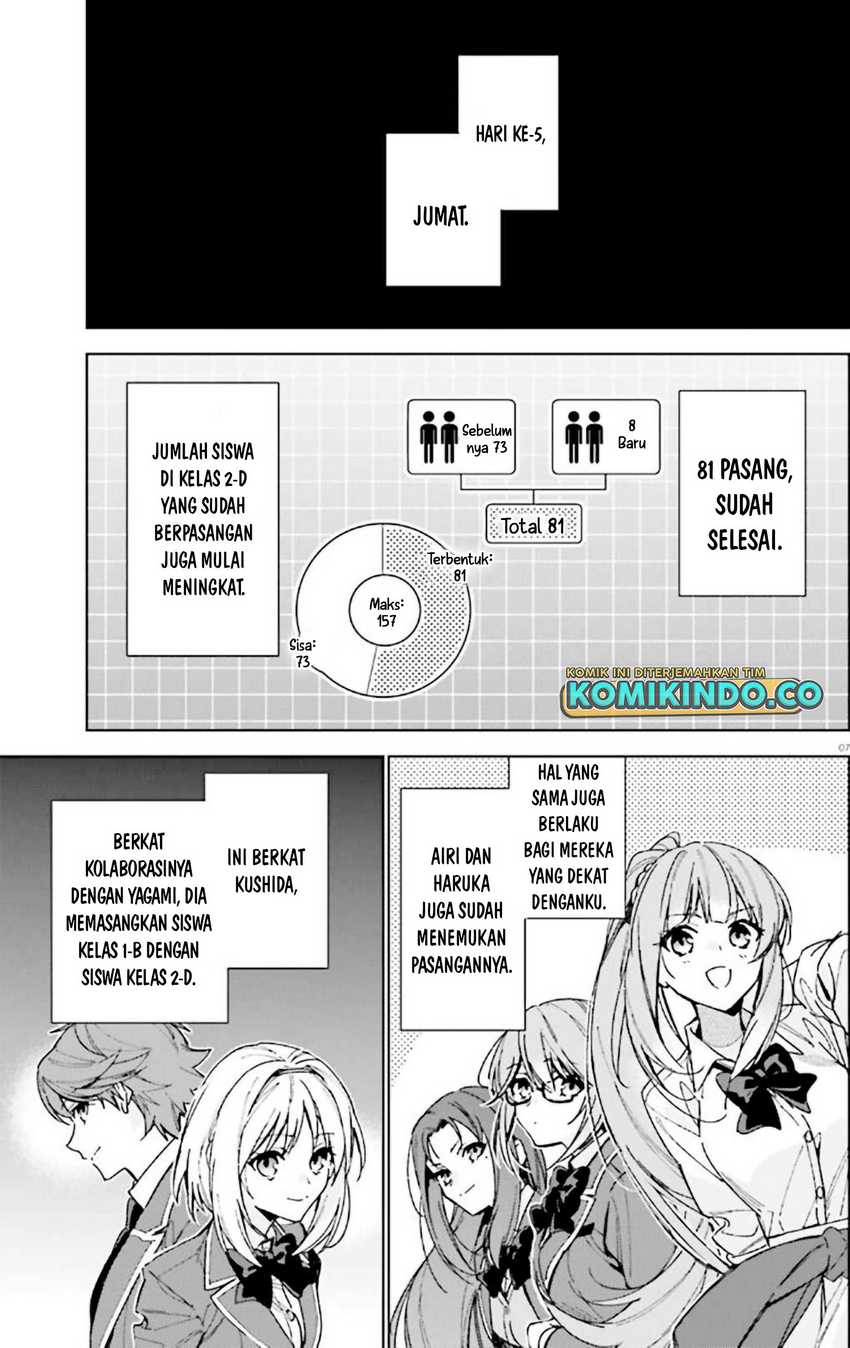 HARI KE-5,
JUMAT.
81 PASANG,
SUDAH
SELESAI.
Sebelum
nya 73
8
Baru
Total 81
Terbentuk:
81
Maks:
157
Sisa:
73
JUMLAH SISWA
DI KELAS 2-D
YANG SUDAH
BERPASANGAN
JUGA MULAI
MENINGKAT.
KOMIK INI DITERJEMAHKAN TIM
KOMIKINDO.CO
07
HAL YANG
SAMA JUGA
BERLAKU
BAGI MEREKA
YANG DEKAT
DENGANKU.
AIRI DAN
HARUKA
JUGA SUDAH
MENEMUKAN
PASANGANNYA.
INI BERKAT
KUSHIDA,
BERKAT
KOLABORASINYA
DENGAN YAGAMI, DIA
MEMASANGKAN SISWA
KELAS 1-B DENGAN
SISWA KELAS 2-D.